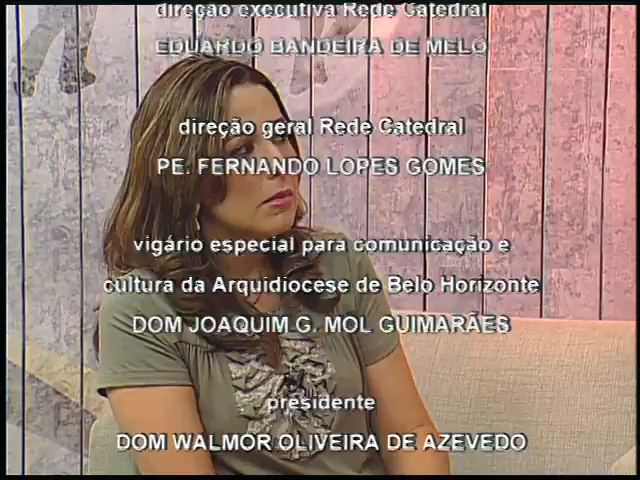 direção executiva Rede Catedral
EDUARDO BANDEIRA DE MELO
direção geral Rede Catedral
PE. FERNANDO LOPES GOMES
vigário especial para comunicação e
cultura da Arquidiocese de Belo Horizonte
DOM JOAQUIM G. MOL GUIMARÃES
presidente
DOM WALMOR OLIVEIRA DE AZEVEDO